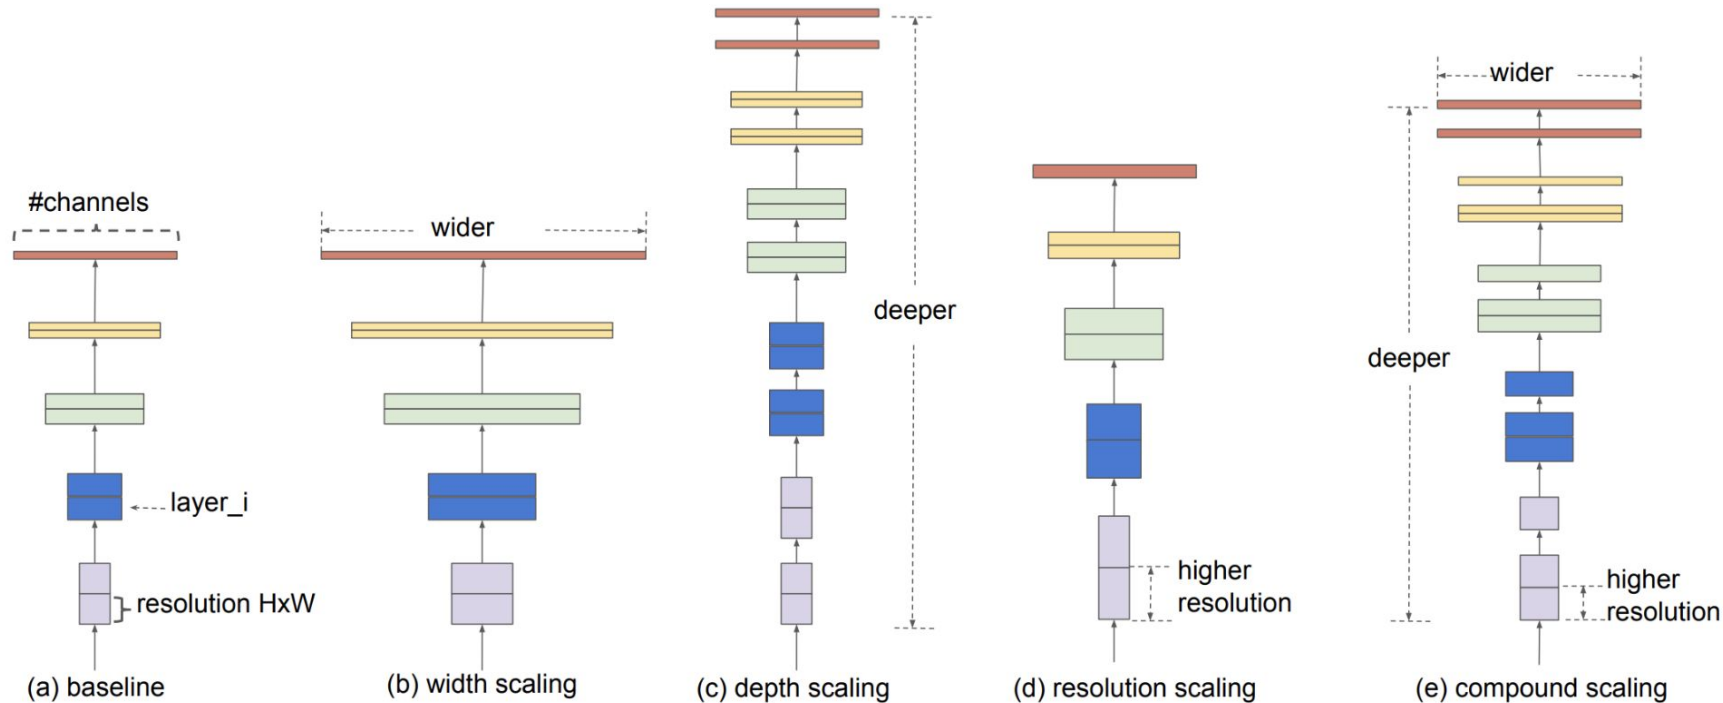 #channels
layer_i
resolution HxW
(a) baseline
wider
(b) width scaling
deeper
(c) depth scaling
higher
resolution
(d) resolution scaling
wider
deeper
higher
resolution
(e) compound scaling